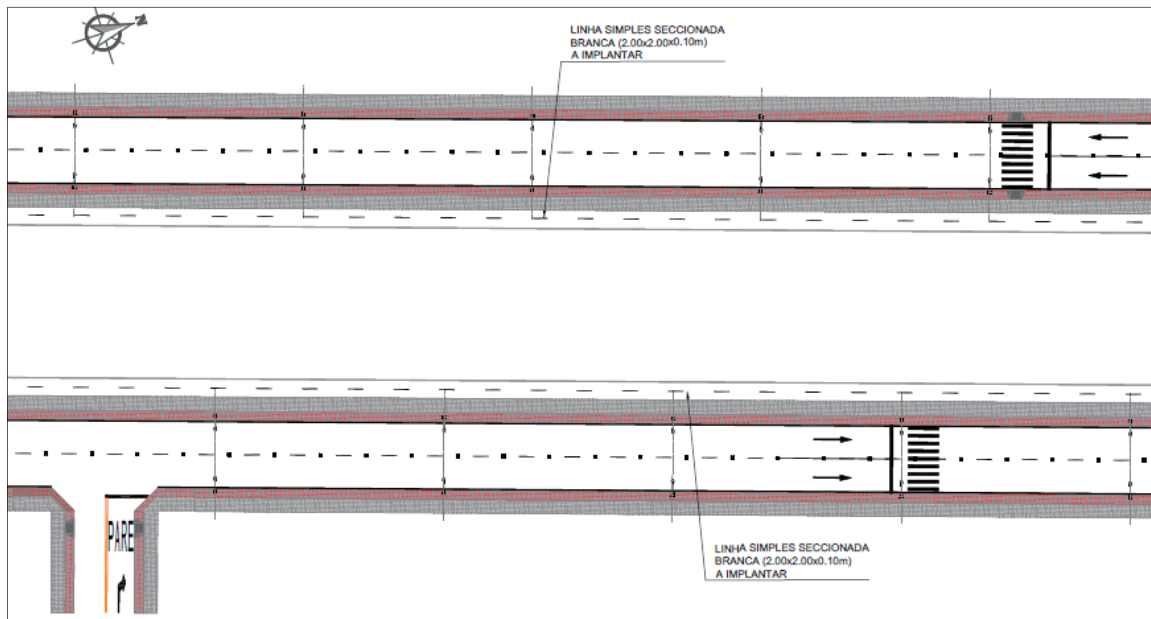 N
LINHA SIMPLES SECCIONADA
BRANCA (2.00x2.00x0.10m)
A IMPLANTAR
PARE
LINHA SIMPLES SECCIONADA
BRANCA (2.00x2.00x0.10m)
A IMPLANTAR